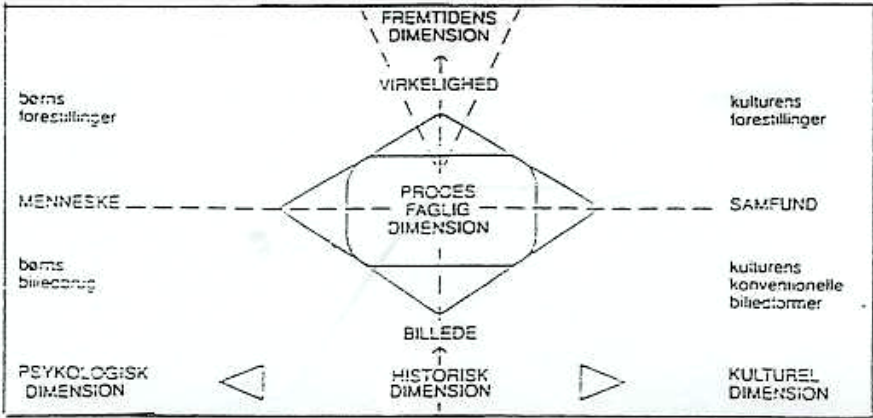 FREMTIDENS
DIMENSION
VIRKELIGHED
børns
forestillinger
kulturens
forestillinger
MENNESKE
PROCES
FAGLIG
DIMENSION
SAMFUND
børns
billedbrug
kulturens
konventionelle
billedformer
BILLEDE
PSYKOLOGISK
DIMENSION
HISTORISK
DIMENSION
KULTUREL
DIMENSION